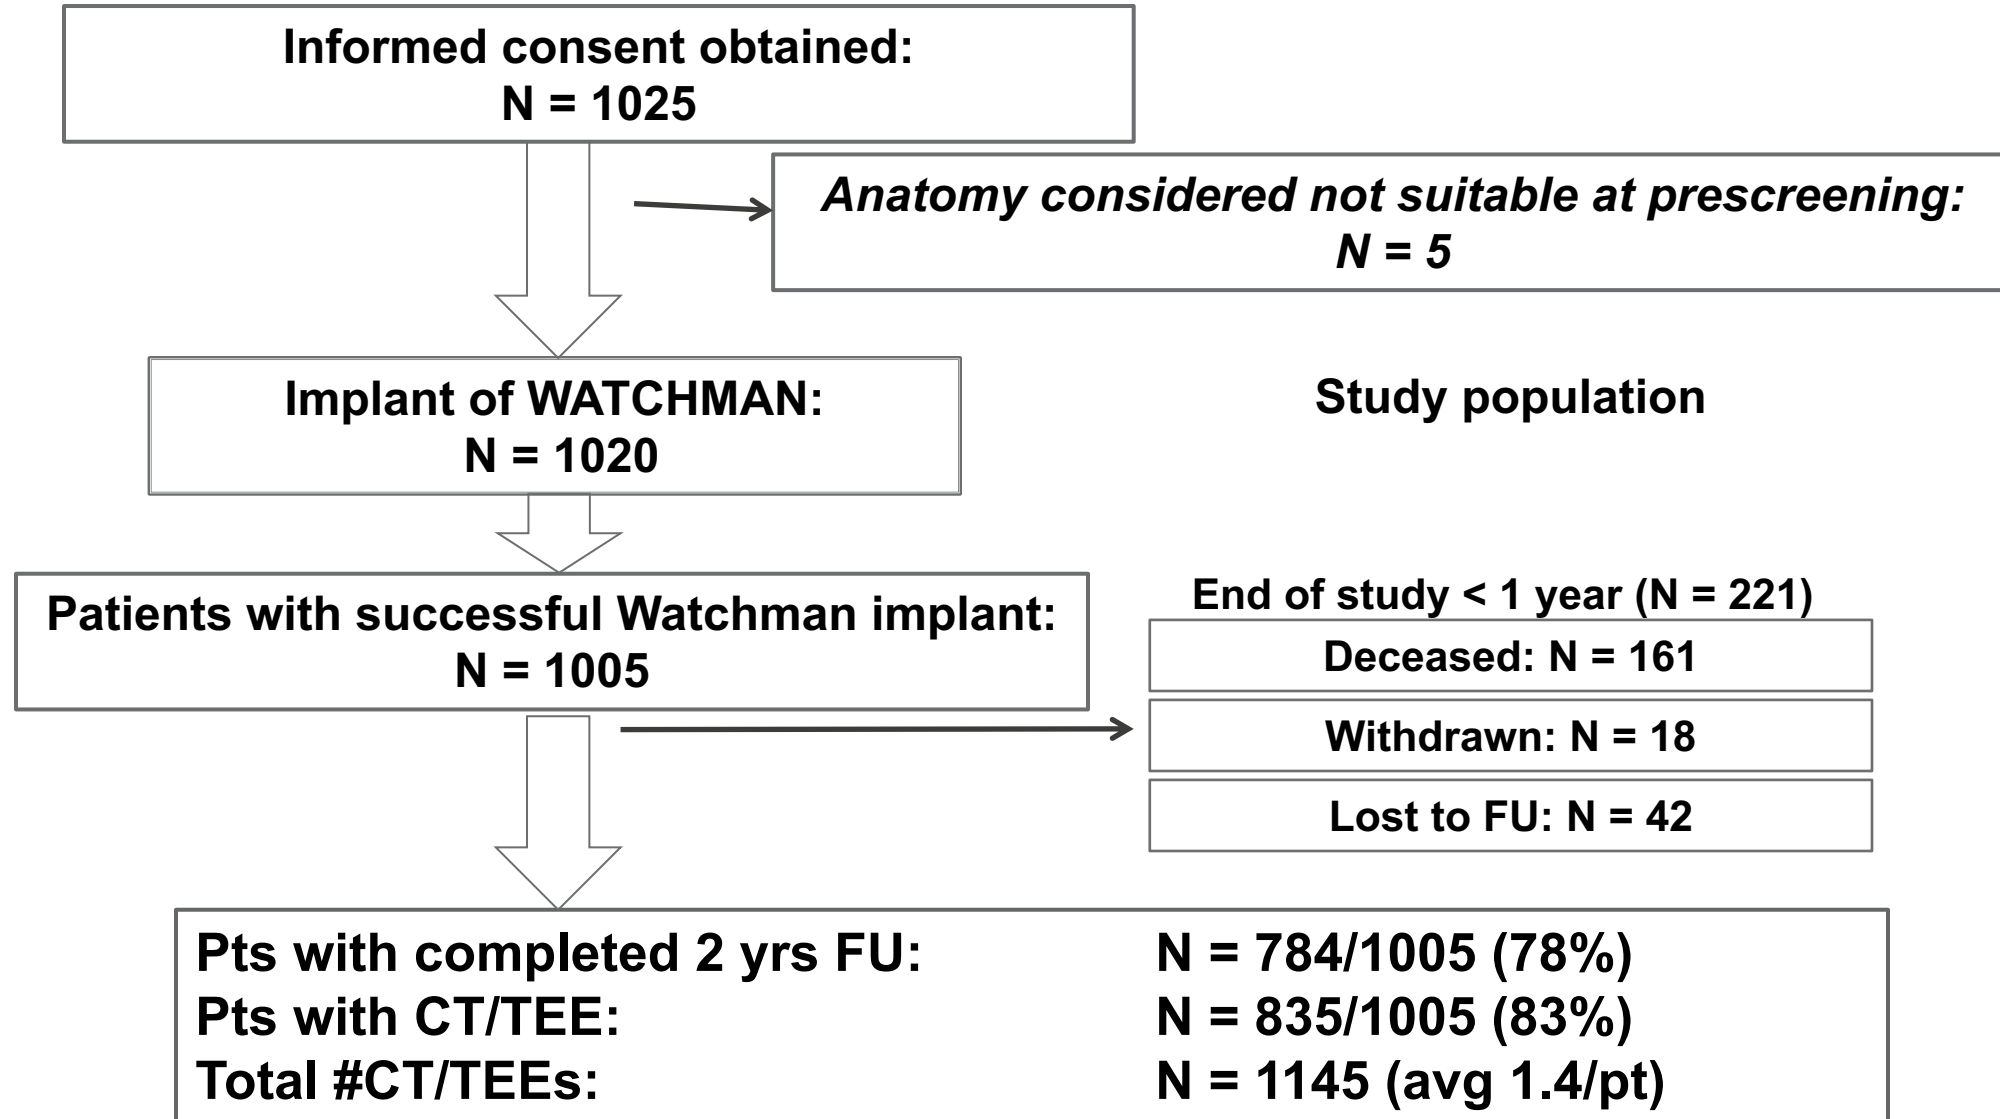 Informed consent obtained:
N = 1025
Anatomy considered not suitable at prescreening:
N = 5
Implant of WATCHMAN:
N = 1020
Study population
Patients with successful Watchman implant:
N = 1005
End of study < 1 year (N = 221)
Deceased: N = 161
Withdrawn: N = 18
Lost to FU: N = 42
Pts with completed 2 yrs FU: N = 784/1005 (78%)
Pts with CT/TEE: N = 835/1005 (83%)
Total #CT/TEEs: N = 1145 (avg 1.4/pt)